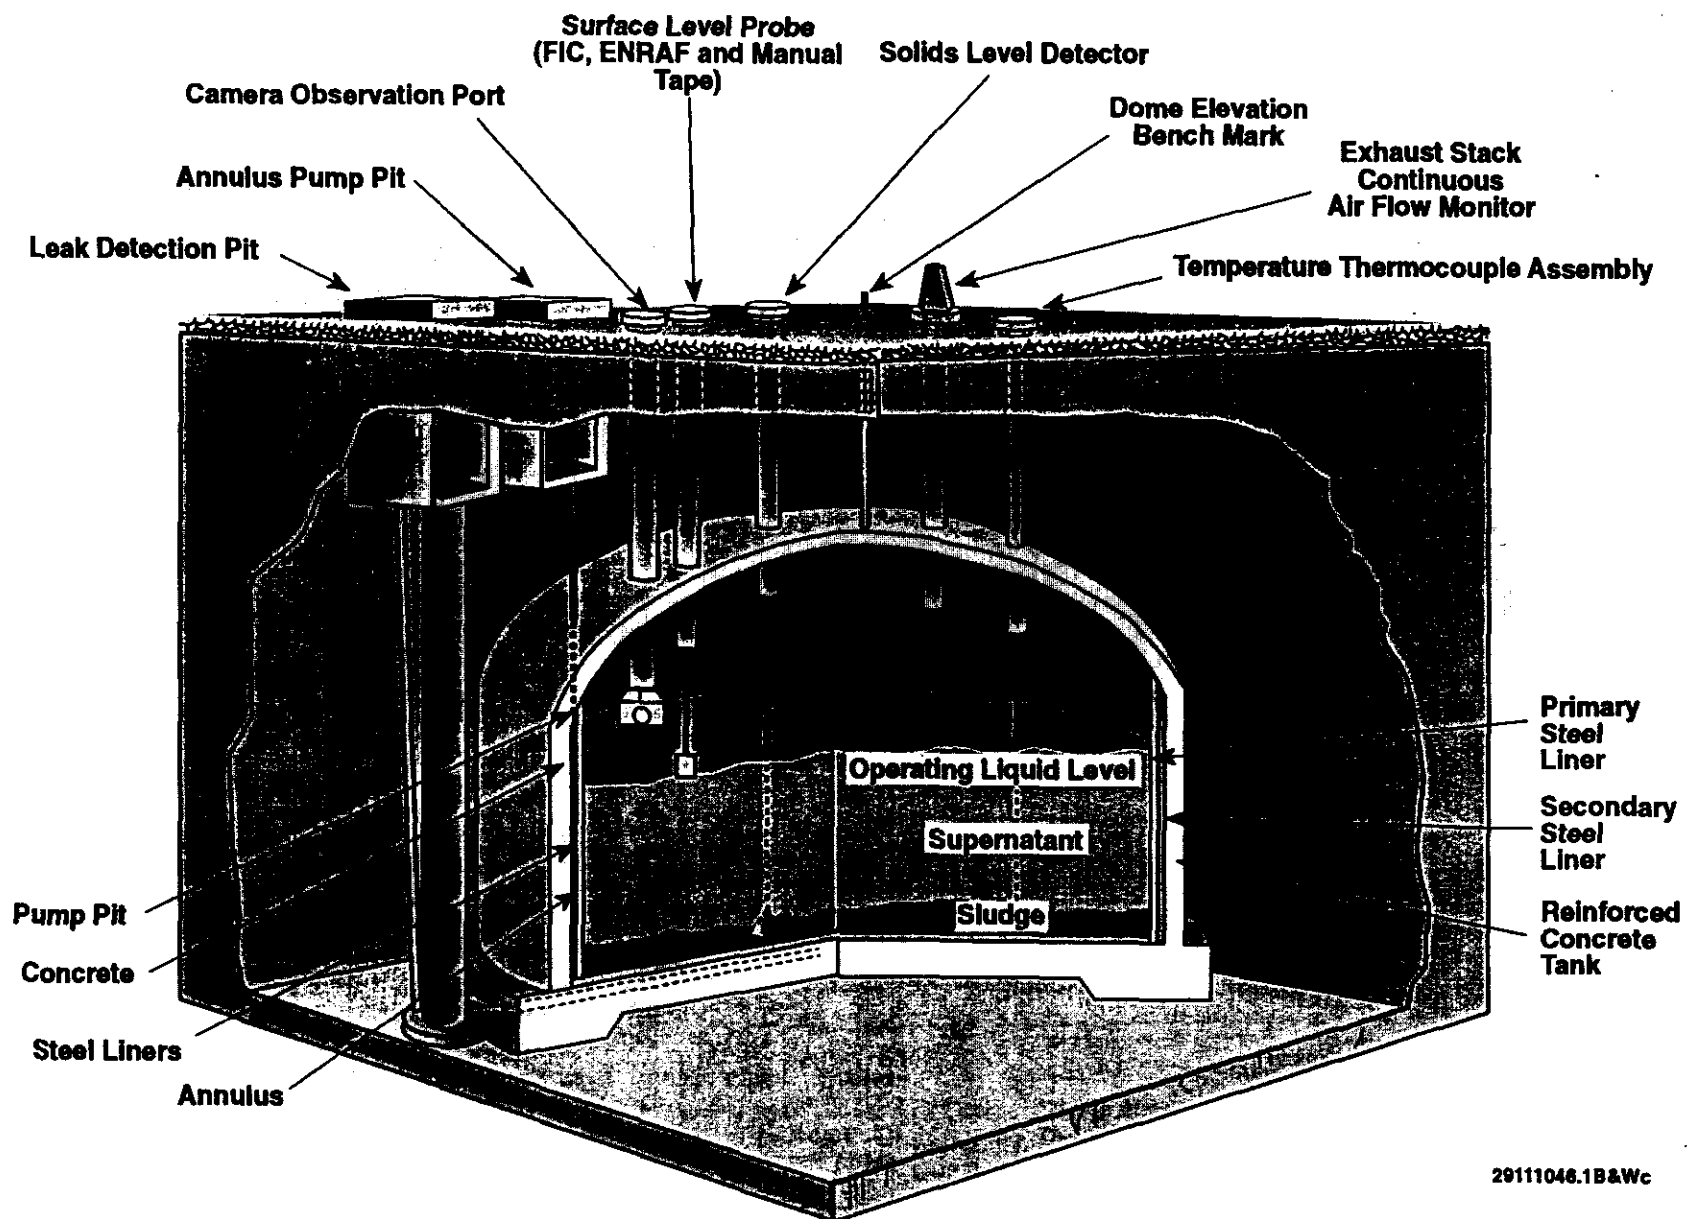 Surface Level Probe
(FIC, ENRAF and Manual
Tape)
Solids Level Detector
Camera Observation Port
Dome Elevation
Bench Mark
Exhaust Stack
Continuous
Air Flow Monitor
Annulus Pump Pit
Leak Detection Pit
Temperature Thermocouple Assembly
Primary
Steel
Liner
Operating Liquid Level
Secondary
Steel
Liner
Supernatant
Sludge
Pump Pit
Reinforced
Concrete
Tank
Concrete
Steel Liners
Annulus
29111046.1B&Wc